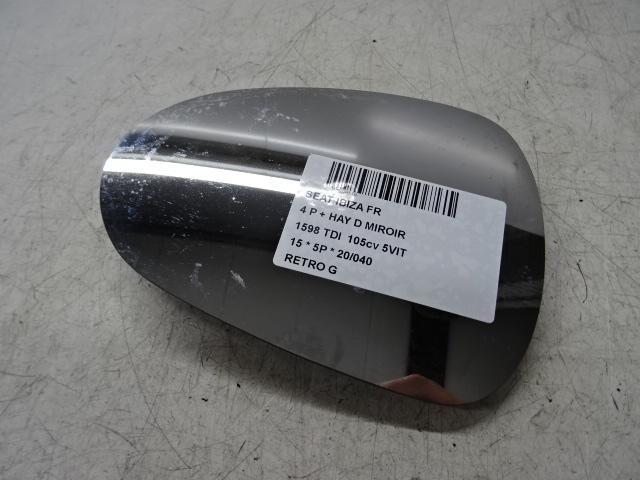 SEAT IBIZA FR
4 P + HAY D MIROIR
1598 TDI 105cv 5VIT
15 * 5P * 20/040
RETRO G